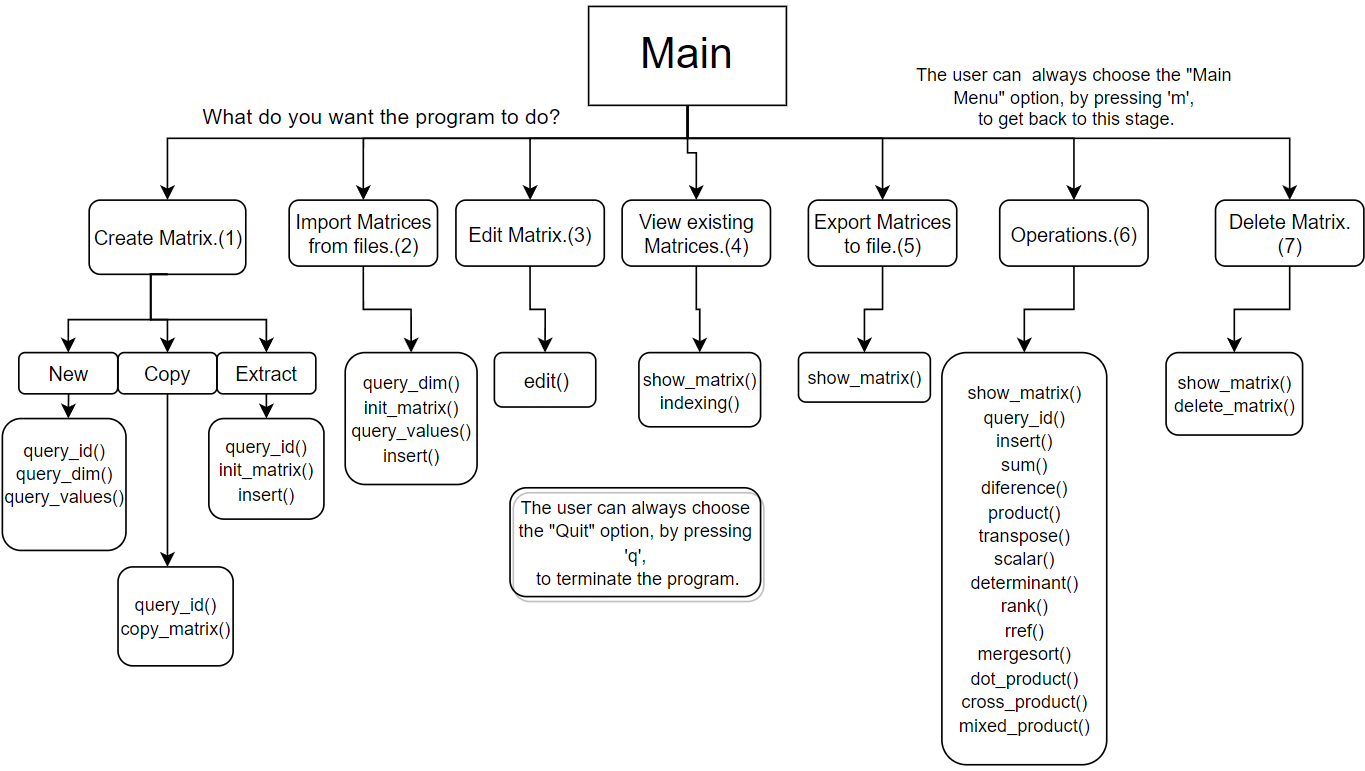 Main
The user can  always choose the "Main
Menu" option, by pressing 'm',
to get back to this stage.
What do you want the program to do?
Create Matrix.(1)
Import Matrices
from files.(2)
Edit Matrix.(3)
View existing
Matrices.(4)
Export Matrices
to file.(5)
Operations.(6)
Delete Matrix.
(7)
New
Copy
Extract
query_id()
query_dim()
query_values()
query_id()
copy_matrix()
query_id()
init_matrix()
insert()
query_dim()
init_matrix()
query_values()
insert()
edit()
show_matrix()
indexing()
show_matrix()
show_matrix()
query_id()
insert()
sum()
diference()
product()
transpose()
scalar()
determinant()
rank()
rref()
mergesort()
dot_product()
cross_product()
mixed_product()
show_matrix()
delete_matrix()
The user can always choose
the "Quit" option, by pressing
'q',
to terminate the program.